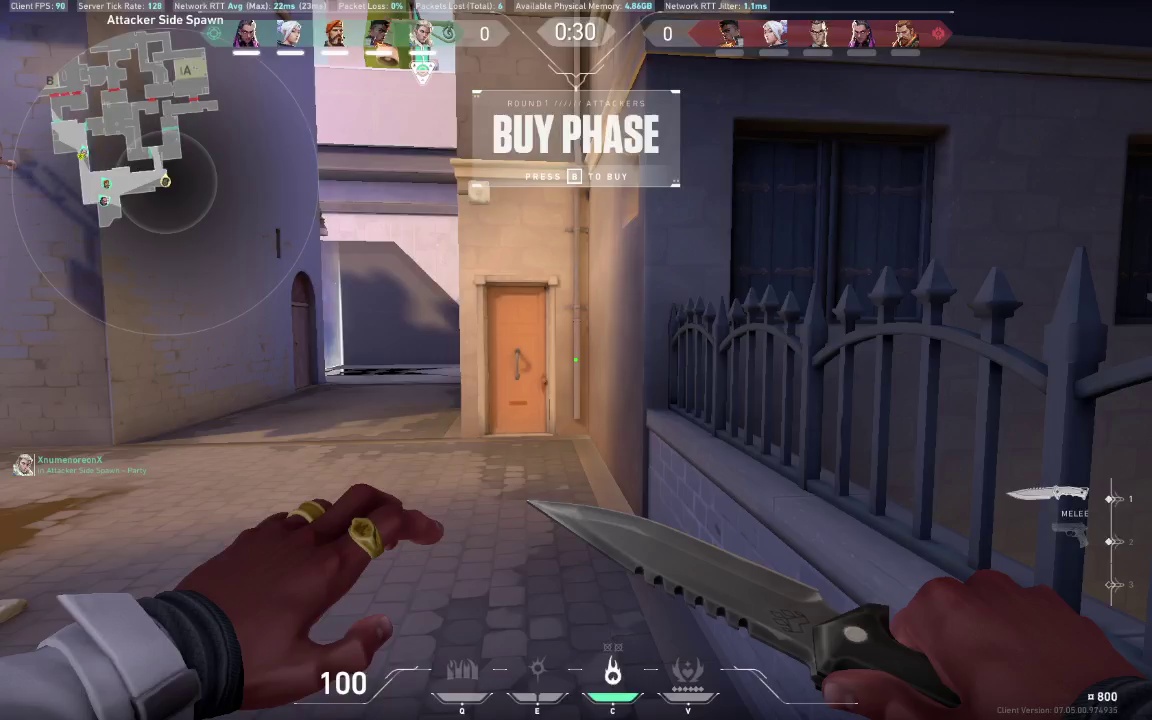 Client FPS: 90 Server Tick Rate: 128 Network RTT Avg (Max): 22ms (23ms) Packet Loss: 0% Packets Lost (Total): 6 Available Physical Memory: 4.86GB Network RTT Jitter: 1.1ms
Attacker Side Spawn
0 0:30 0
B A
ROUND 1 ////// ATTACKERS
BUY PHASE
PRESS B TO BUY
XnumenoreonX
in Attacker Side Spawn - Party
1
MELEE
2
3
100
Q E C V
¤ 800
Client Version: 07.05.00.974935